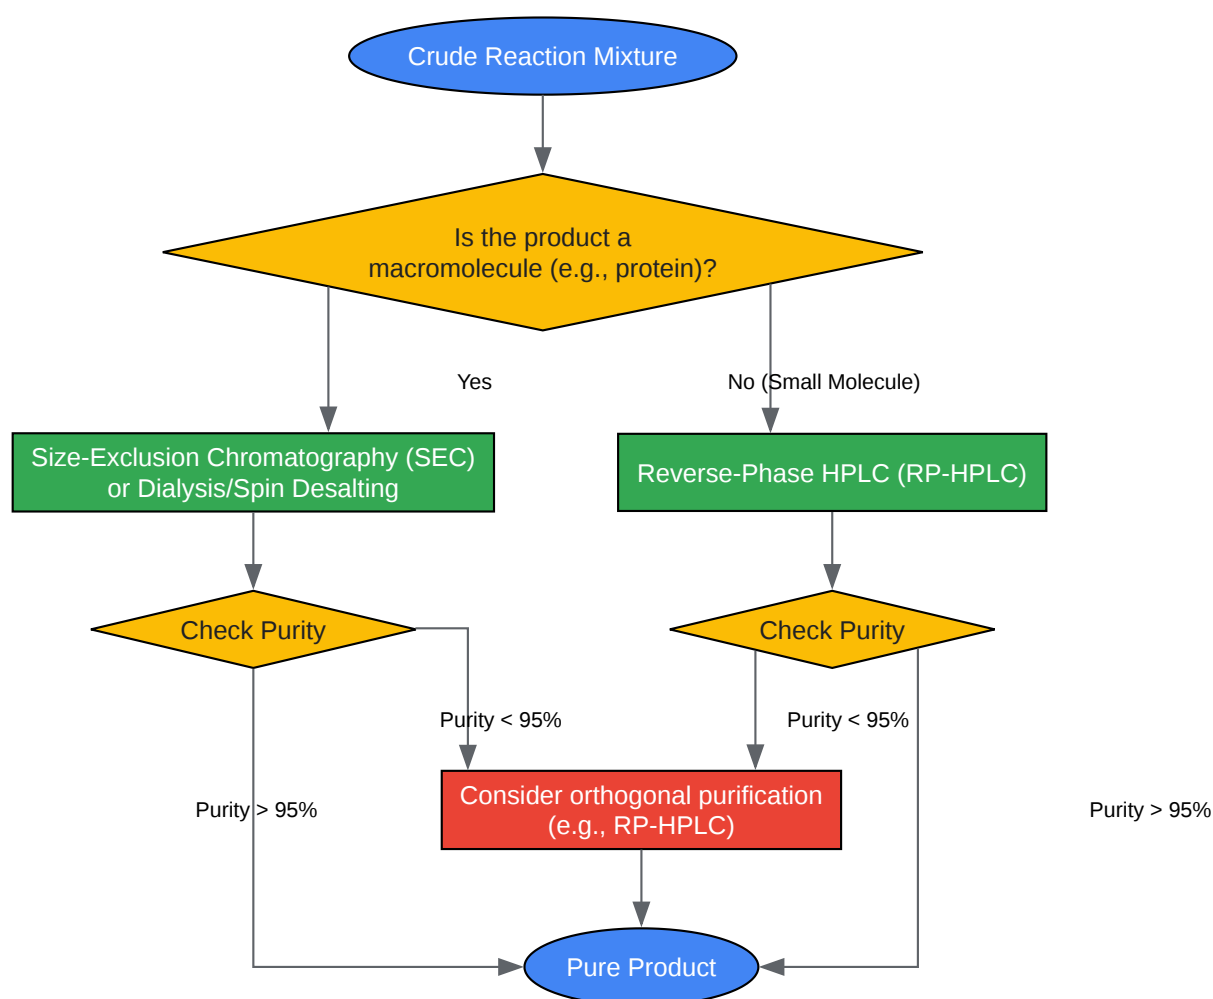 Crude Reaction Mixture
Is the product a
macromolecule (e.g., protein)?
Yes
No (Small Molecule)
Size-Exclusion Chromatography (SEC)
or Dialysis/Spin Desalting
Reverse-Phase HPLC (RP-HPLC)
Check Purity
Check Purity
Purity < 95%
Purity < 95%
Purity > 95%
Consider orthogonal purification
(e.g., RP-HPLC)
Purity > 95%
Pure Product